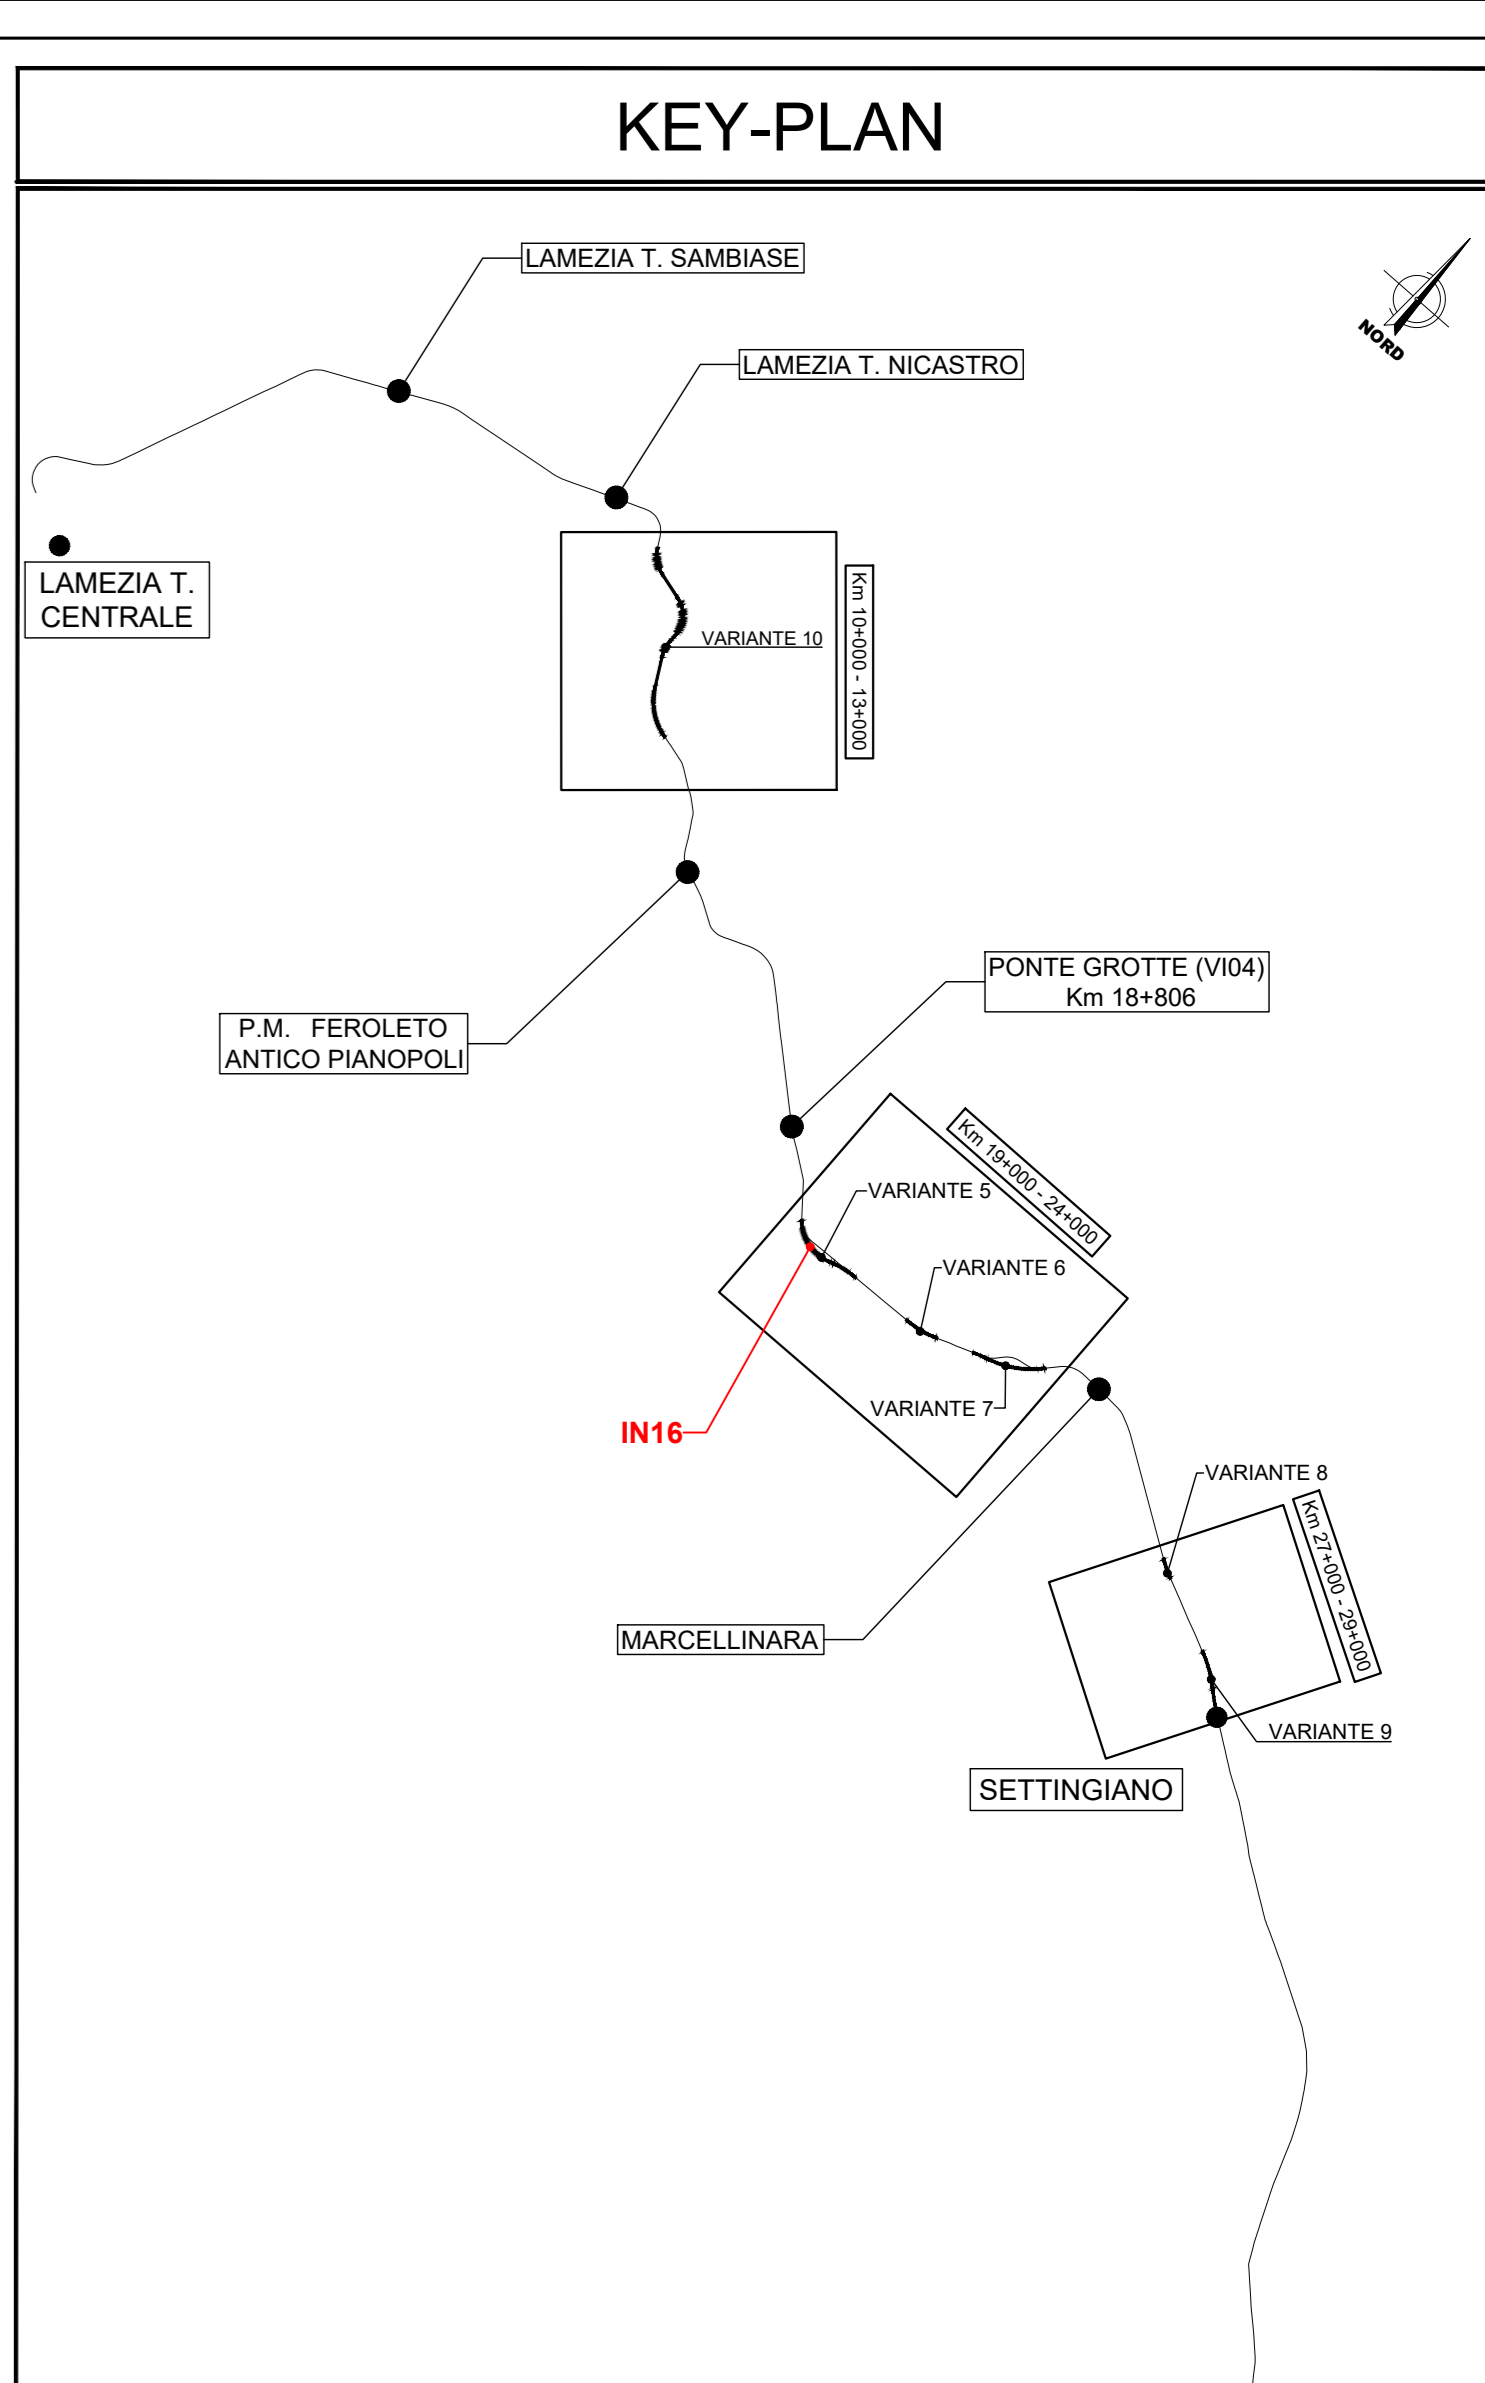 KEY-PLAN
LAMEZIA T. SAMBIASE
NORD
LAMEZIA T. NICASTRO
LAMEZIA T.
CENTRALE
Km 10+000 - 13+000
VARIANTE 10
PONTE GROTTE (VI04)
Km 18+806
P.M. FEROLETO
ANTICO PIANOPOLI
Km 19+000 - 24+000
VARIANTE 5
VARIANTE 6
VARIANTE 7
IN16
VARIANTE 8
Km 27+000 - 29+000
MARCELLINARA
VARIANTE 9
SETTINGIANO